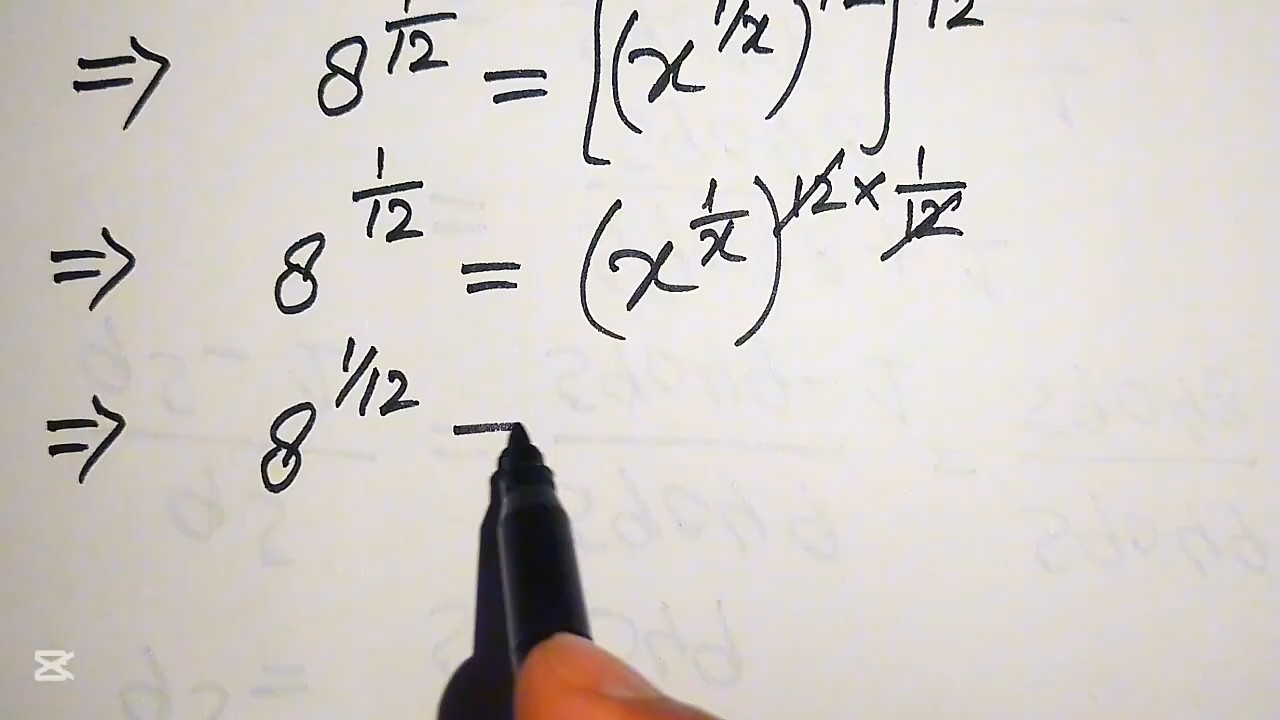 ⇒ 8^{1/12} = [(x^{1/x})^{12}]^{1/12}
⇒ 8^{1/12} = (x^{1/x})^{12 × 1/12}
⇒ 8^{1/12} —